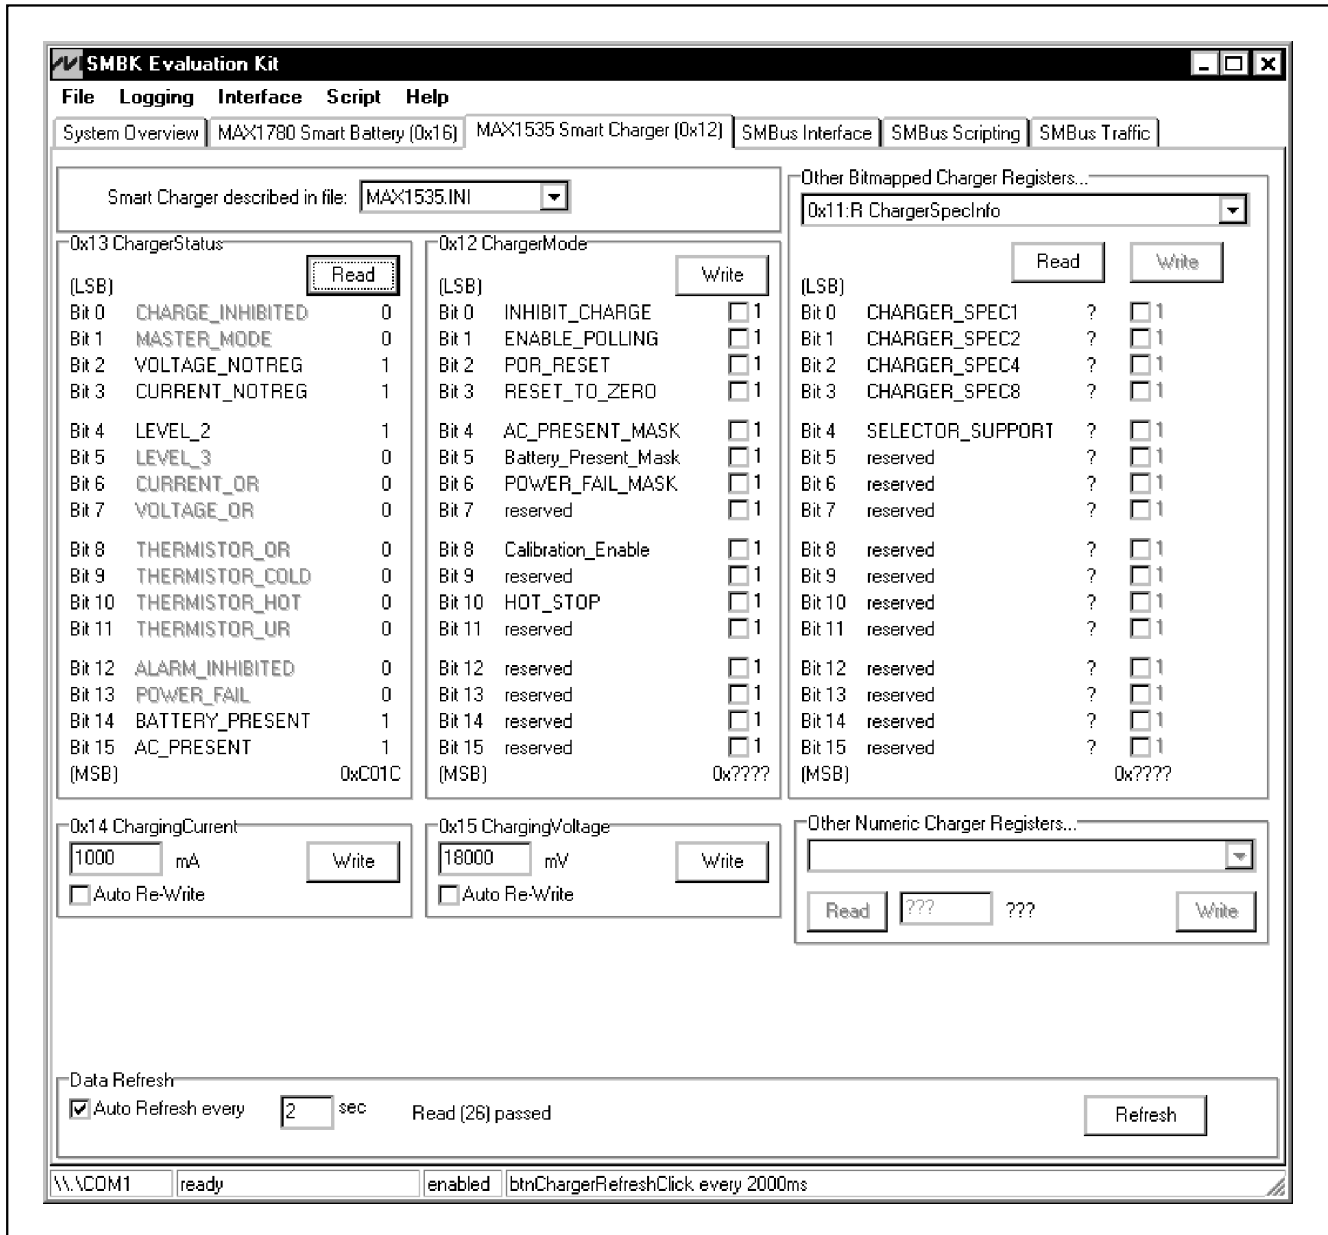 SMBK Evaluation Kit
File Logging Interface Script Help
System Overview MAX1780 Smart Battery (0x16) MAX1535 Smart Charger (0x12) SMBus Interface SMBus Scripting SMBus Traffic
Smart Charger described in file: MAX1535.INI
0x13 ChargerStatus
Read
(LSB)
Bit 0 CHARGE_INHIBITED 0
Bit 1 MASTER_MODE 0
Bit 2 VOLTAGE_NOTREG 1
Bit 3 CURRENT_NOTREG 1
Bit 4 LEVEL_2 1
Bit 5 LEVEL_3 0
Bit 6 CURRENT_OR 0
Bit 7 VOLTAGE_OR 0
Bit 8 THERMISTOR_OR 0
Bit 9 THERMISTOR_COLD 0
Bit 10 THERMISTOR_HOT 0
Bit 11 THERMISTOR_UR 0
Bit 12 ALARM_INHIBITED 0
Bit 13 POWER_FAIL 0
Bit 14 BATTERY_PRESENT 1
Bit 15 AC_PRESENT 1
(MSB) 0xC01C
0x12 ChargerMode
Write
(LSB)
Bit 0 INHIBIT_CHARGE 1
Bit 1 ENABLE_POLLING 1
Bit 2 POR_RESET 1
Bit 3 RESET_TO_ZERO 1
Bit 4 AC_PRESENT_MASK 1
Bit 5 Battery_Present_Mask 1
Bit 6 POWER_FAIL_MASK 1
Bit 7 reserved 1
Bit 8 Calibration_Enable 1
Bit 9 reserved 1
Bit 10 HOT_STOP 1
Bit 11 reserved 1
Bit 12 reserved 1
Bit 13 reserved 1
Bit 14 reserved 1
Bit 15 reserved 1
(MSB) 0x????
Other Bitmapped Charger Registers...
0x11:R ChargerSpecInfo
Read Write
(LSB)
Bit 0 CHARGER_SPEC1 ? 1
Bit 1 CHARGER_SPEC2 ? 1
Bit 2 CHARGER_SPEC4 ? 1
Bit 3 CHARGER_SPEC8 ? 1
Bit 4 SELECTOR_SUPPORT ? 1
Bit 5 reserved ? 1
Bit 6 reserved ? 1
Bit 7 reserved ? 1
Bit 8 reserved ? 1
Bit 9 reserved ? 1
Bit 10 reserved ? 1
Bit 11 reserved ? 1
Bit 12 reserved ? 1
Bit 13 reserved ? 1
Bit 14 reserved ? 1
Bit 15 reserved ? 1
(MSB) 0x????
0x14 ChargingCurrent
1000 mA Write
Auto Re-Write
0x15 ChargingVoltage
18000 mV Write
Auto Re-Write
Other Numeric Charger Registers...
Read ??? ??? Write
Data Refresh
Auto Refresh every 2 sec Read (26) passed Refresh
\\.\COM1 ready enabled btnChargerRefreshClick every 2000ms